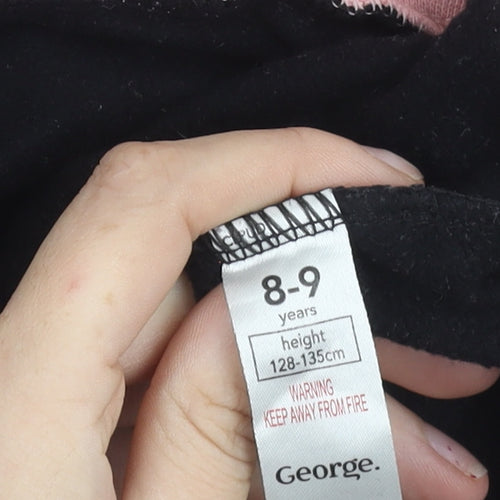 8-9
years
height
128-135cm
WARNING
KEEP AWAY FROM FIRE
George.